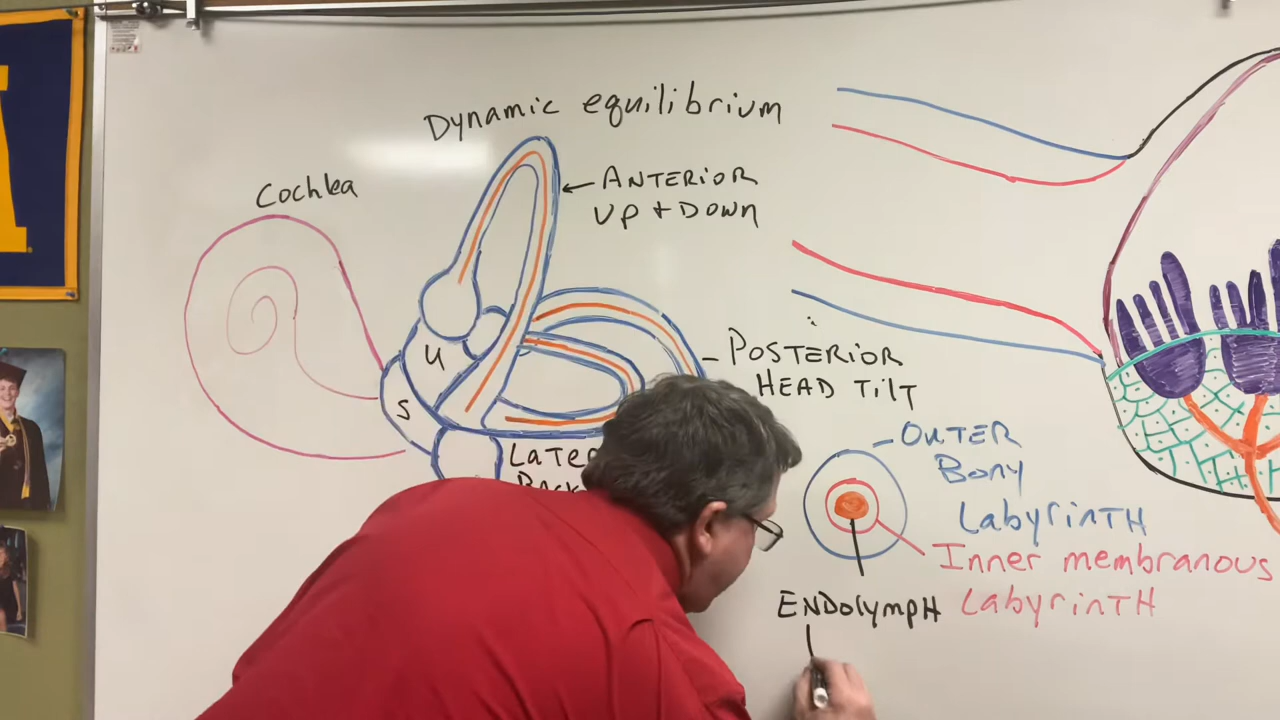 Dynamic equilibrium
Cochlea
ANTERIOR
UP + DOWN
U
S
POSTERIOR
HEAD TILT
OUTER
Bony
LabyrinTH
Inner membranous
LabyrinTH
ENDolympH